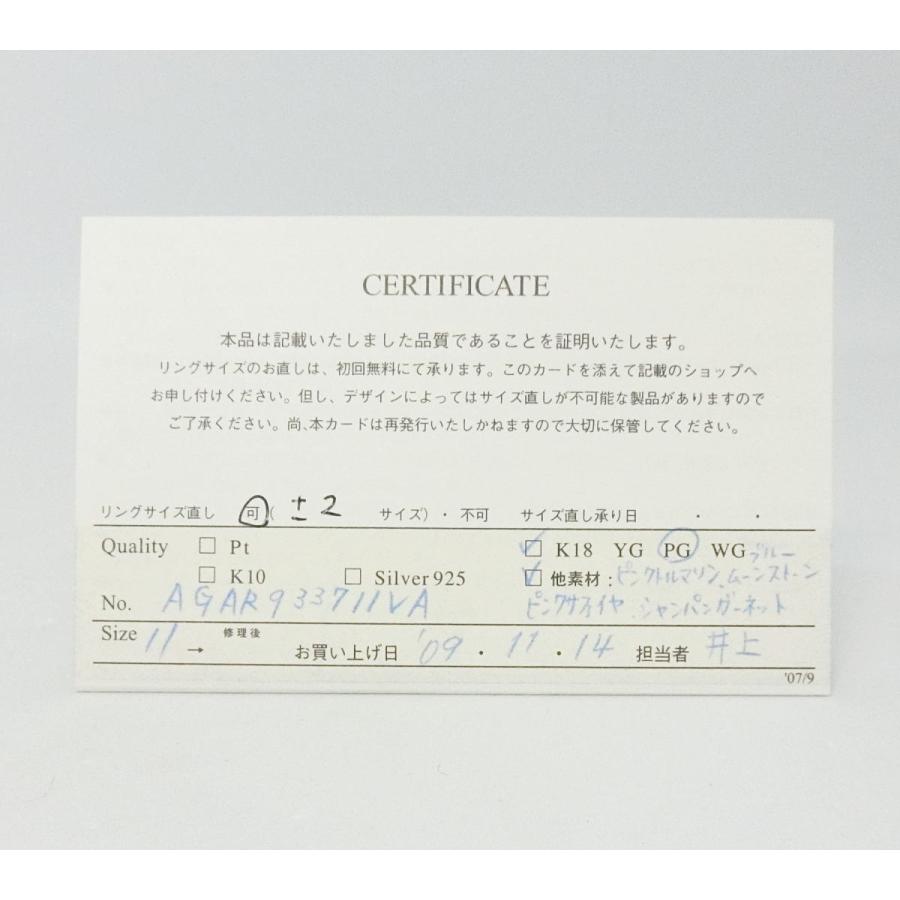 CERTIFICATE
本品は記載いたしました品質であることを証明いたします。
リングサイズのお直しは、初回無料にて承ります。このカードを添えて記載のショップへ
お申し付けください。但し、デザインによってはサイズ直しが不可能な製品がありますので
ご了承ください。尚、本カードは再発行いたしかねますので大切に保管してください。
リングサイズ直し 可( ±2 サイズ)・不可 サイズ直し承り日 ・ ・
Quality □ Pt ☑ K18 YG PG WG ブルー
□ K10 □ Silver925 ☑ 他素材:ピンクトルマリン、ムーンストーン
No. AGAR933711VA ピンクサファイヤ、シャンパンガーネット
Size 11 → 修理後 お買い上げ日 '09・11・14 担当者 井上
'07/9